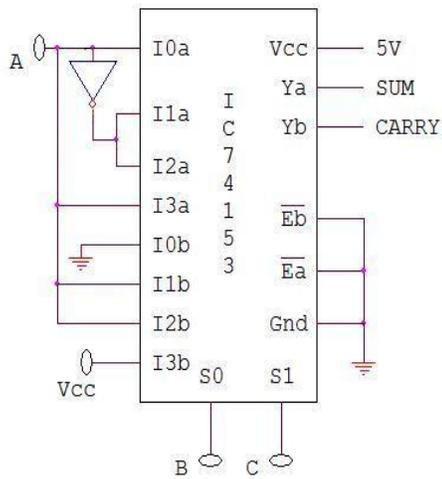 I0a Vcc 5V
A
Ya SUM
I1a
Yb CARRY
I2a
I3a
Eb
I0b
Ea
I1b
I2b Gnd
I3b
Vcc
S0 S1
B C
I
C
7
4
1
5
3